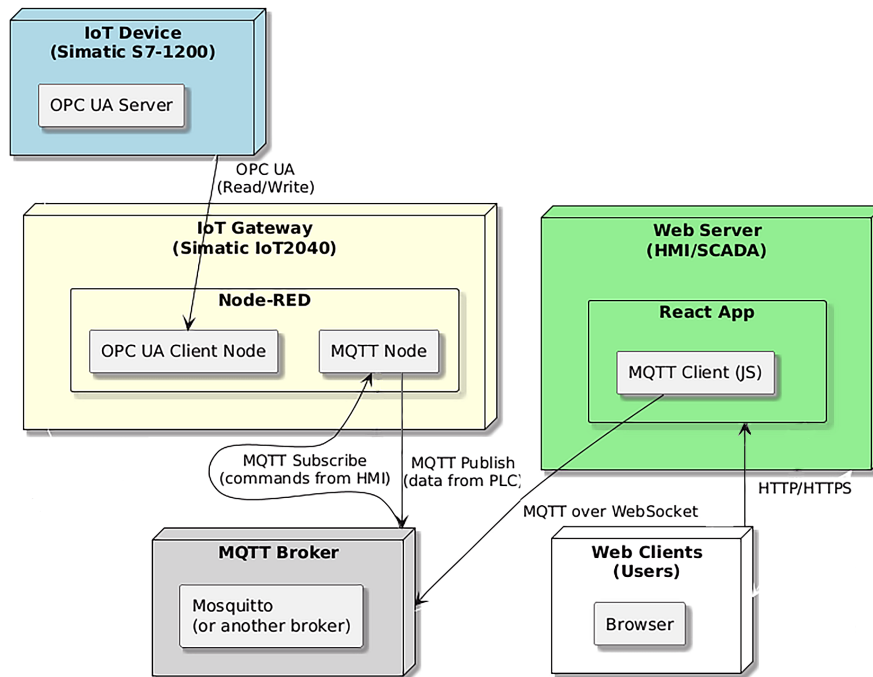 IoT Device
(Simatic S7-1200)
OPC UA Server
OPC UA
(Read/Write)
IoT Gateway
(Simatic IoT2040)
Node-RED
OPC UA Client Node
MQTT Node
Web Server
(HMI/SCADA)
React App
MQTT Client (JS)
MQTT Subscribe
(commands from HMI)
MQTT Publish
(data from PLC)
MQTT over WebSocket
HTTP/HTTPS
MQTT Broker
Mosquitto
(or another broker)
Web Clients
(Users)
Browser